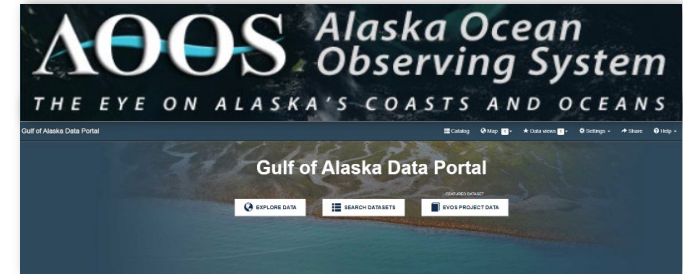 AOOS Alaska Ocean
Observing System
THE EYE ON ALASKA'S COASTS AND OCEANS
Gulf of Alaska Data Portal
Catalog Map Data views Settings Share Help
Gulf of Alaska Data Portal
FEATURED DATASET
EXPLORE DATA SEARCH DATASETS EVOS PROJECT DATA